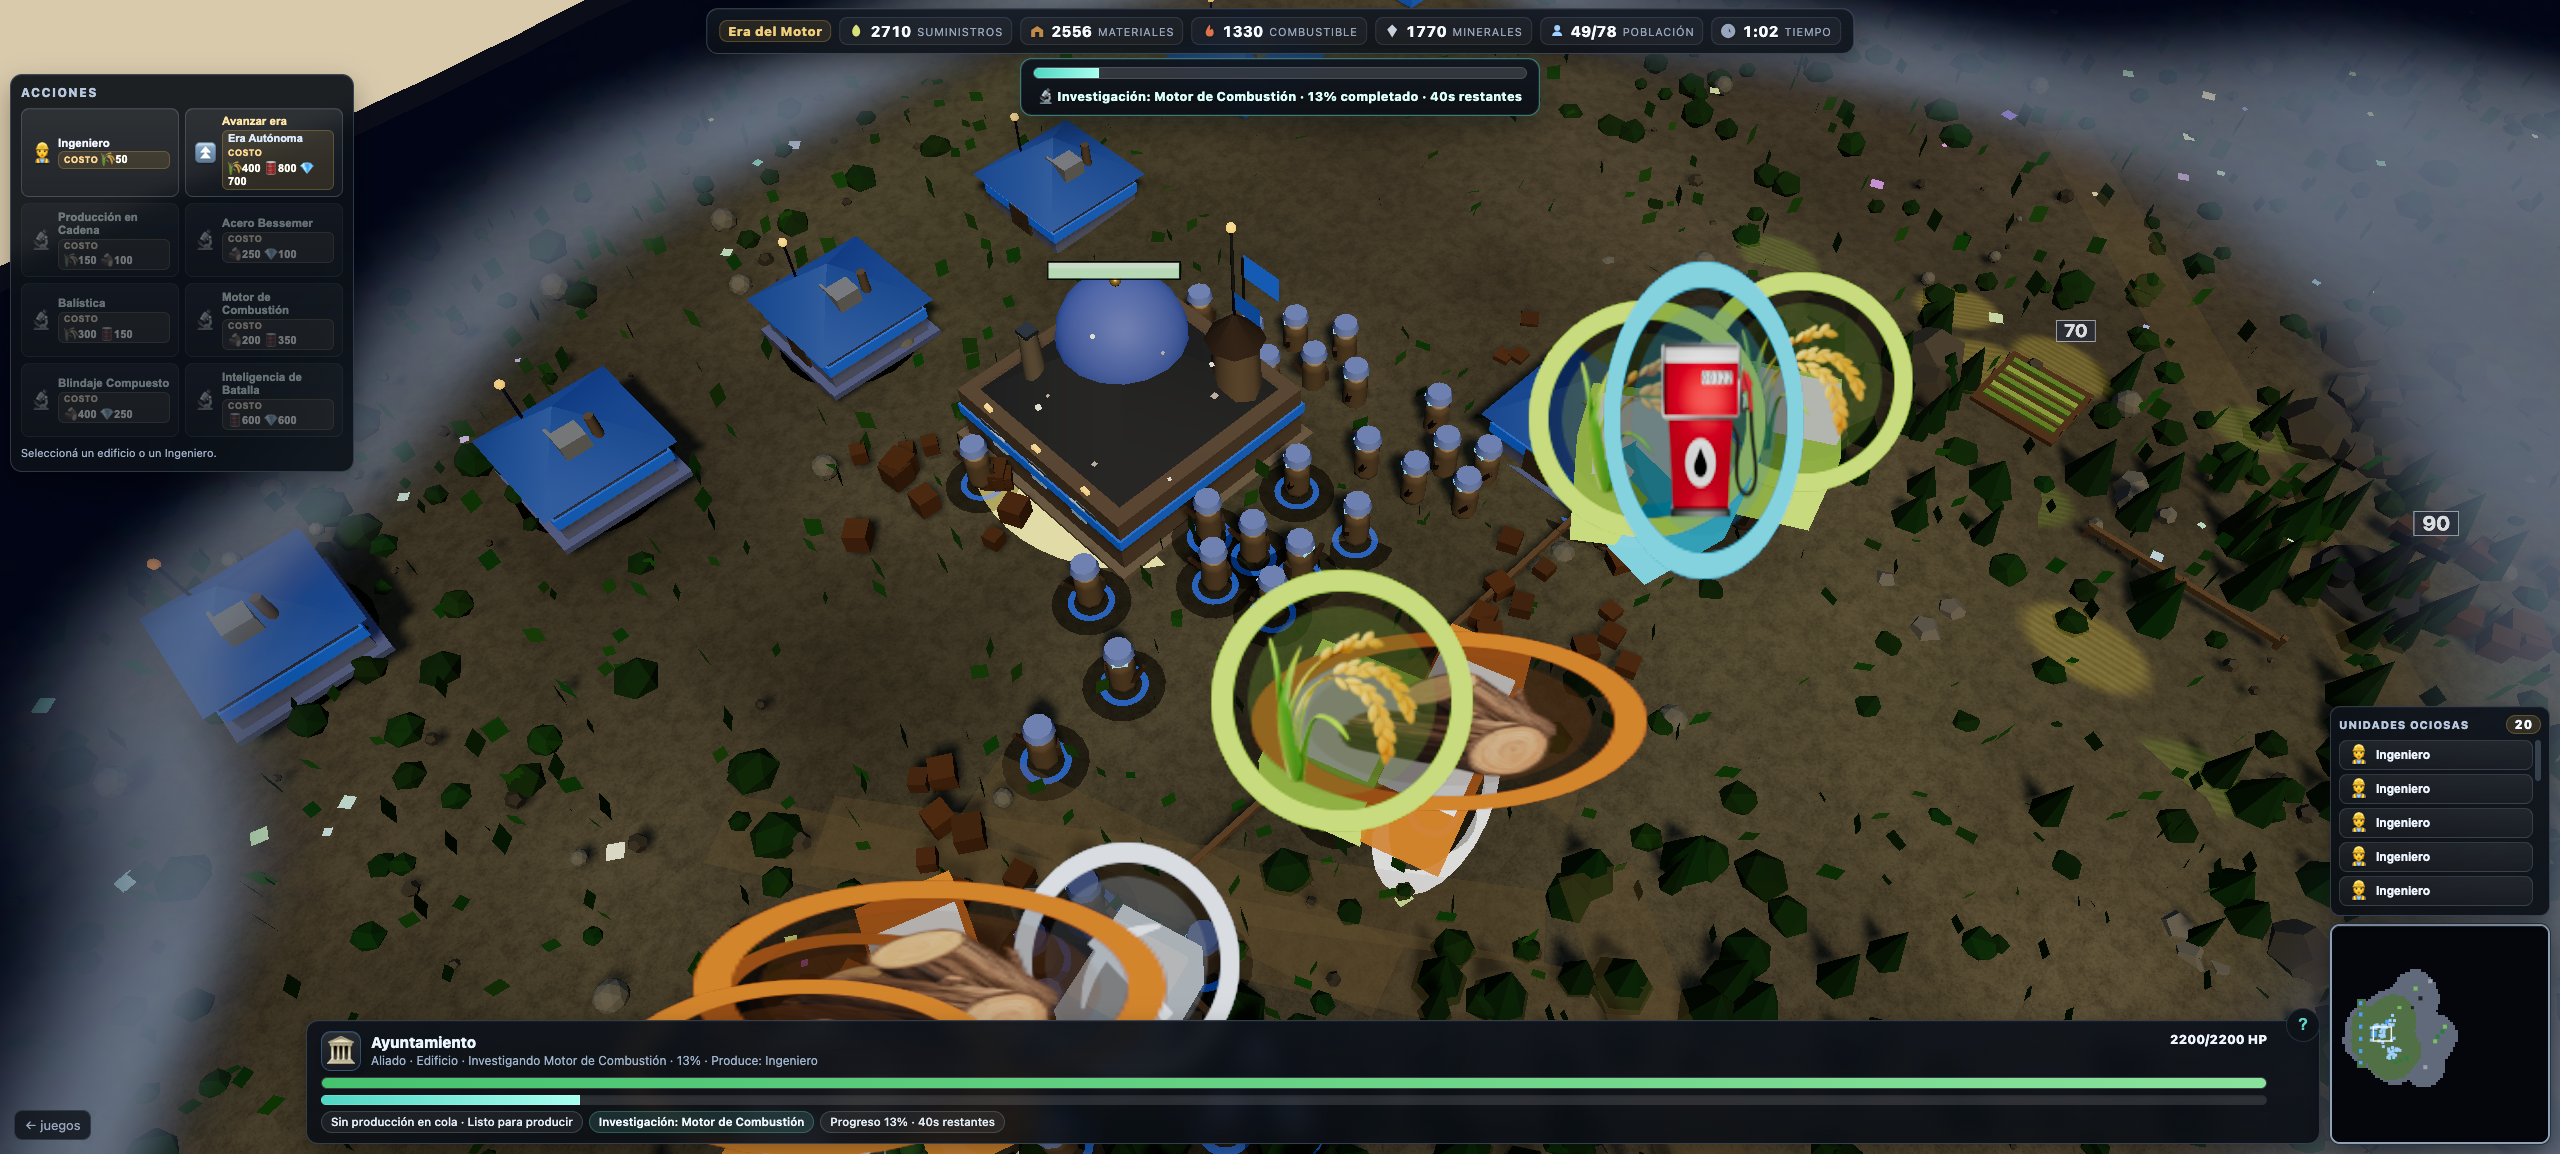 Era del Motor
2710 SUMINISTROS
2556 MATERIALES
1330 COMBUSTIBLE
1770 MINERALES
49/78 POBLACIÓN
1:02 TIEMPO
Investigación: Motor de Combustión · 13% completado · 40s restantes
ACCIONES
Ingeniero
COSTO 50
Avanzar era
Era Autónoma
COSTO
400 800
700
Producción en
Cadena
COSTO
150 100
Acero Bessemer
COSTO
250 100
Balística
COSTO
300 150
Motor de
Combustión
COSTO
200 350
Blindaje Compuesto
COSTO
400 250
Inteligencia de
Batalla
COSTO
600 600
Seleccioná un edificio o un Ingeniero.
70
90
00122
UNIDADES OCIOSAS 20
Ingeniero
Ingeniero
Ingeniero
Ingeniero
Ingeniero
?
Ayuntamiento
2200/2200 HP
Aliado · Edificio · Investigando Motor de Combustión · 13% · Produce: Ingeniero
Sin producción en cola · Listo para producir
Investigación: Motor de Combustión
Progreso 13% · 40s restantes
← juegos